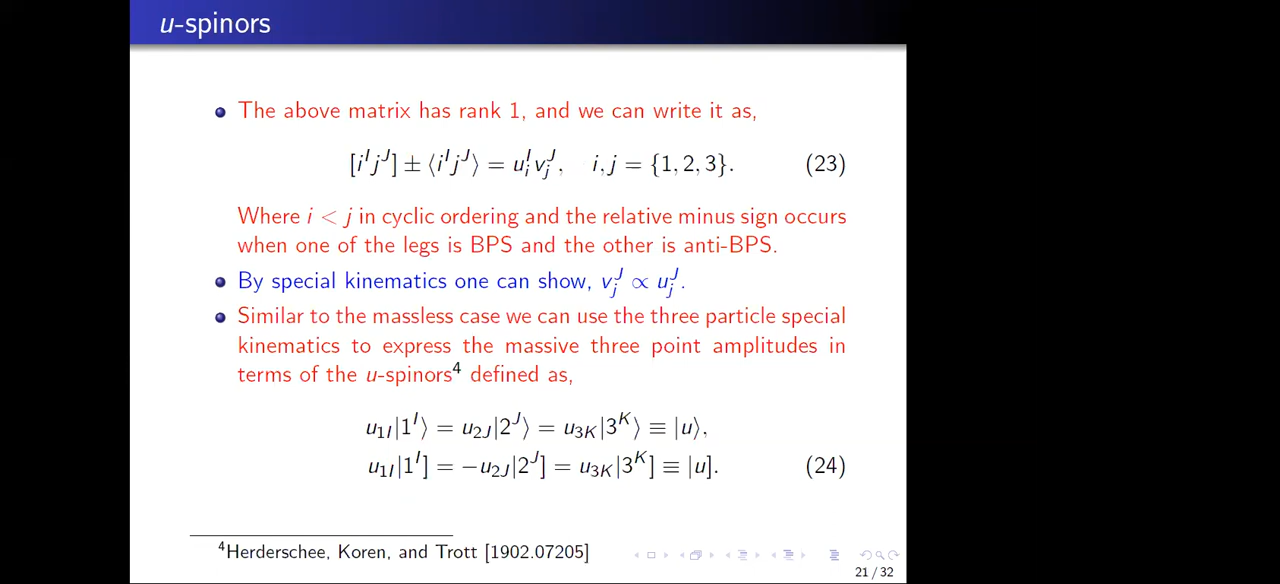 u-spinors
The above matrix has rank 1, and we can write it as,
[i^I j^J] ± ⟨i^I j^J⟩ = u_i^I v_j^J, i, j = {1, 2, 3}. (23)
Where i < j in cyclic ordering and the relative minus sign occurs
when one of the legs is BPS and the other is anti-BPS.
By special kinematics one can show, v_j^J ∝ u_j^J.
Similar to the massless case we can use the three particle special
kinematics to express the massive three point amplitudes in
terms of the u-spinors⁴ defined as,
u_{1I}|1^I⟩ = u_{2J}|2^J⟩ = u_{3K}|3^K⟩ ≡ |u⟩,
u_{1I}|1^I] = −u_{2J}|2^J] = u_{3K}|3^K] ≡ |u]. (24)
⁴Herderschee, Koren, and Trott [1902.07205]
21 / 32